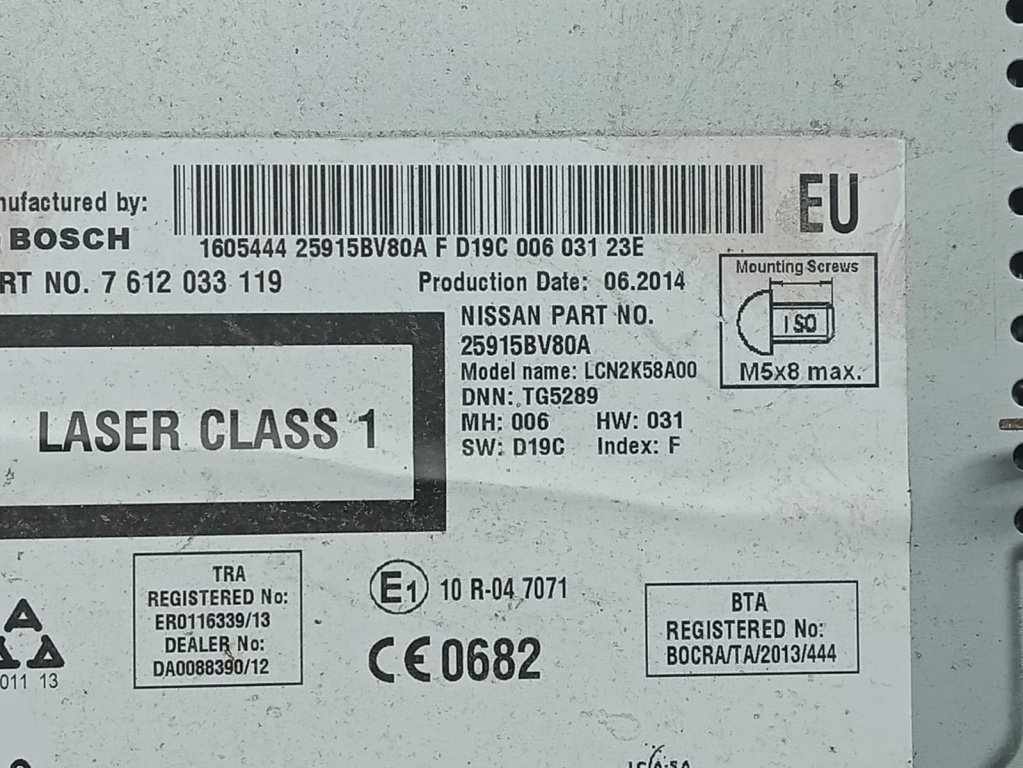 nufactured by:
BOSCH
RT NO. 7 612 033 119
1605444 25915BV80A F D19C 006 031 23E
EU
Production Date: 06.2014
Mounting Screws
ISO
M5x8 max.
NISSAN PART NO.
25915BV80A
Model name: LCN2K58A00
DNN: TG5289
MH: 006 HW: 031
SW: D19C Index: F
LASER CLASS 1
TRA
REGISTERED No:
ER0116339/13
DEALER No:
DA0088390/12
E1 10 R-04 7071
CE 0682
BTA
REGISTERED No:
BOCRA/TA/2013/444
011 13